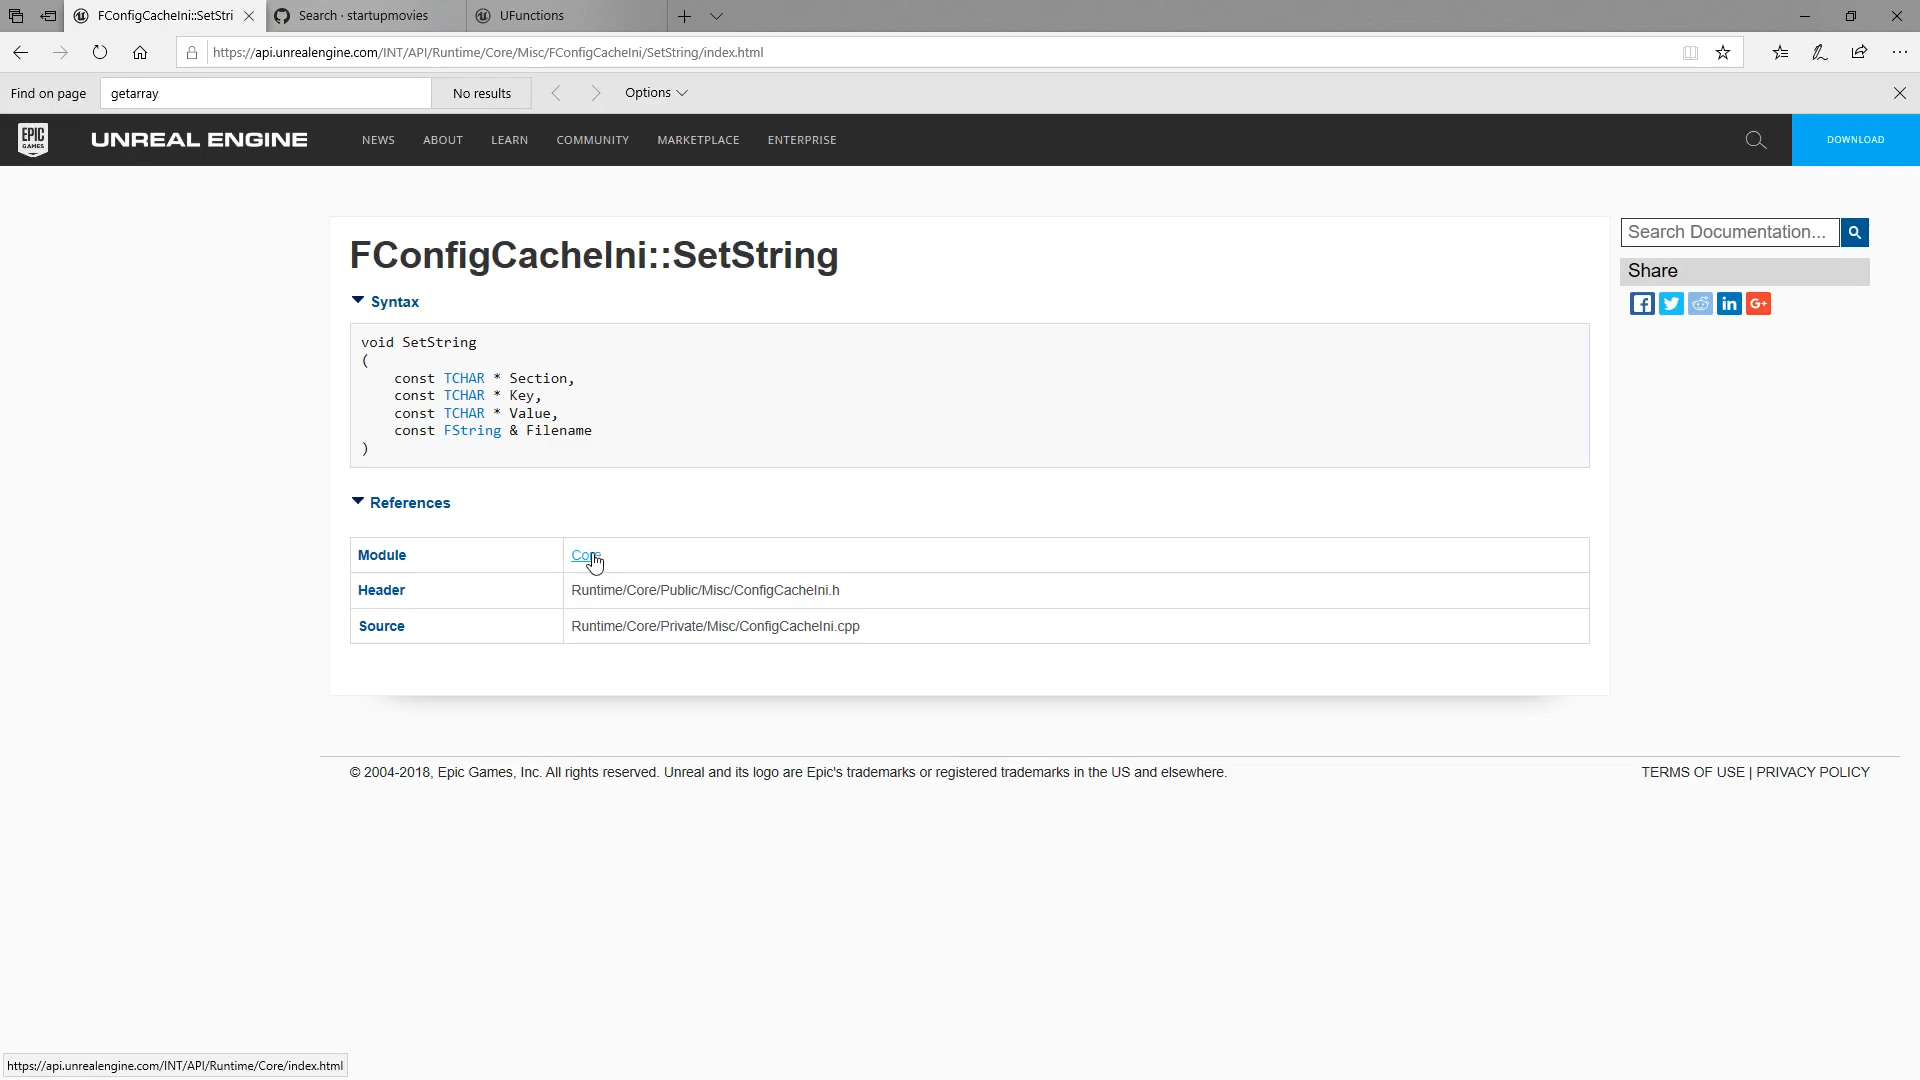 FConfigCacheIni::SetStri
Search · startupmovies
UFunctions
https://api.unrealengine.com/INT/API/Runtime/Core/Misc/FConfigCacheIni/SetString/index.html
Find on page
getarray
No results
Options
EPIC GAMES
UNREAL ENGINE
NEWS
ABOUT
LEARN
COMMUNITY
MARKETPLACE
ENTERPRISE
DOWNLOAD
FConfigCacheIni::SetString
Search Documentation...
Share
Syntax
void SetString
(
const TCHAR * Section,
const TCHAR * Key,
const TCHAR * Value,
const FString & Filename
)
References
Module
Core
Header
Runtime/Core/Public/Misc/ConfigCacheIni.h
Source
Runtime/Core/Private/Misc/ConfigCacheIni.cpp
© 2004-2018, Epic Games, Inc. All rights reserved. Unreal and its logo are Epic's trademarks or registered trademarks in the US and elsewhere.
TERMS OF USE | PRIVACY POLICY
https://api.unrealengine.com/INT/API/Runtime/Core/index.html